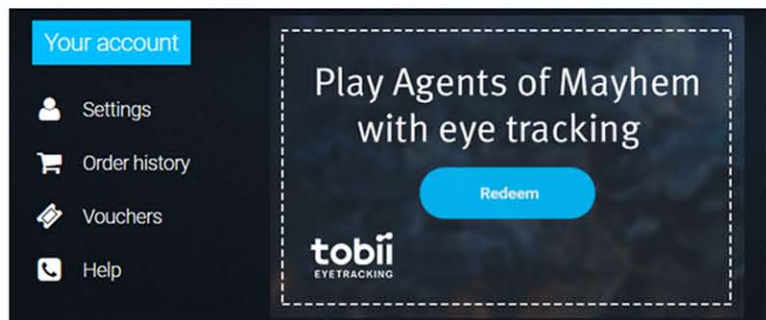 Your account
Settings
Order history
Vouchers
Help
Play Agents of Mayhem
with eye tracking
Redeem
tobii
EYETRACKING